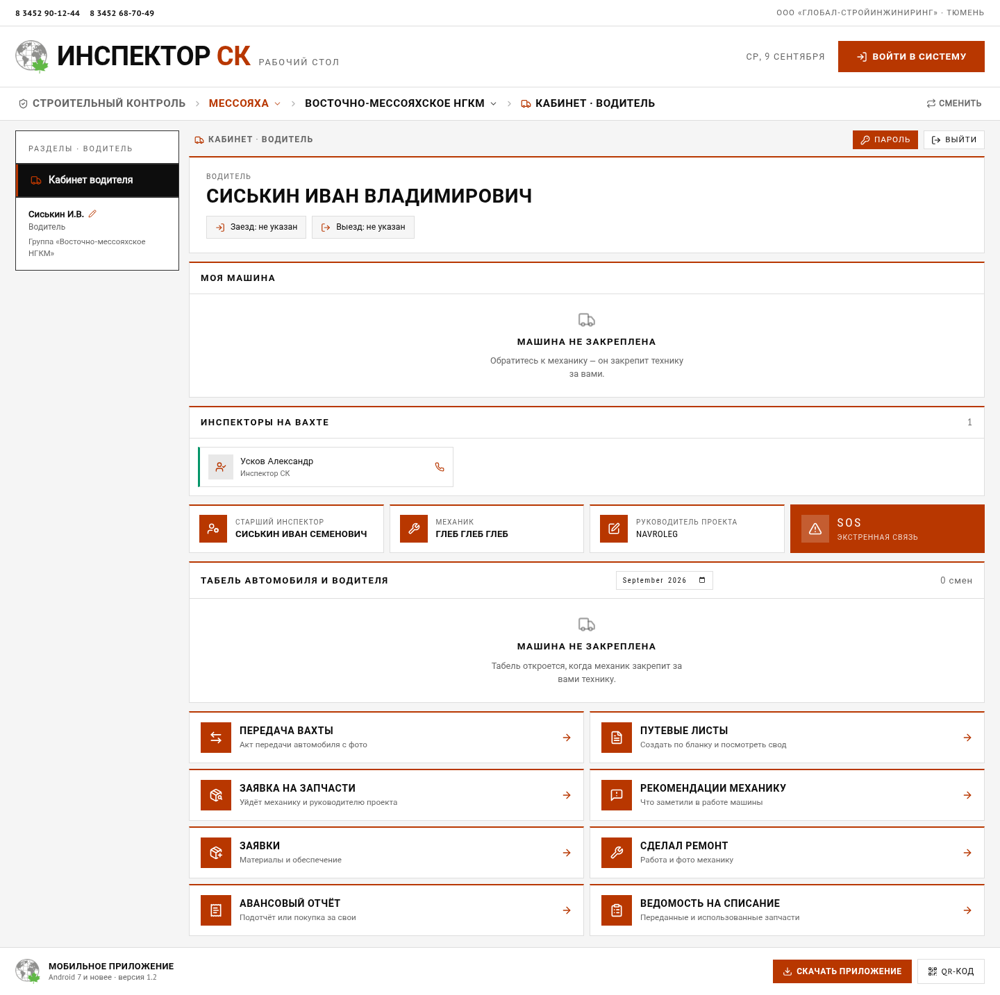 8 3452 90-12-44 8 3452 68-70-49
ООО «ГЛОБАЛ-СТРОЙИНЖИНИРИНГ» · ТЮМЕНЬ
ИНСПЕКТОР СК РАБОЧИЙ СТОЛ
СР, 9 СЕНТЯБРЯ
ВОЙТИ В СИСТЕМУ
СТРОИТЕЛЬНЫЙ КОНТРОЛЬ МЕССОЯХА ВОСТОЧНО-МЕССОЯХСКОЕ НГКМ КАБИНЕТ · ВОДИТЕЛЬ
СМЕНИТЬ
РАЗДЕЛЫ · ВОДИТЕЛЬ
Кабинет водителя
Сиськин И.В.
Водитель
Группа «Восточно-мессояхское
НГКМ»
КАБИНЕТ · ВОДИТЕЛЬ
ПАРОЛЬ
ВЫЙТИ
ВОДИТЕЛЬ
СИСЬКИН ИВАН ВЛАДИМИРОВИЧ
Заезд: не указан
Выезд: не указан
МОЯ МАШИНА
МАШИНА НЕ ЗАКРЕПЛЕНА
Обратитесь к механику — он закрепит технику
за вами.
ИНСПЕКТОРЫ НА ВАХТЕ
1
Усков Александр
Инспектор СК
СТАРШИЙ ИНСПЕКТОР
СИСЬКИН ИВАН СЕМЕНОВИЧ
МЕХАНИК
ГЛЕБ ГЛЕБ ГЛЕБ
РУКОВОДИТЕЛЬ ПРОЕКТА
NAVROLEG
SOS
ЭКСТРЕННАЯ СВЯЗЬ
ТАБЕЛЬ АВТОМОБИЛЯ И ВОДИТЕЛЯ
September 2026
0 смен
МАШИНА НЕ ЗАКРЕПЛЕНА
Табель откроется, когда механик закрепит за
вами технику.
ПЕРЕДАЧА ВАХТЫ
Акт передачи автомобиля с фото
ПУТЕВЫЕ ЛИСТЫ
Создать по бланку и посмотреть свод
ЗАЯВКА НА ЗАПЧАСТИ
Уйдёт механику и руководителю проекта
РЕКОМЕНДАЦИИ МЕХАНИКУ
Что заметили в работе машины
ЗАЯВКИ
Материалы и обеспечение
СДЕЛАЛ РЕМОНТ
Работа и фото механику
АВАНСОВЫЙ ОТЧЁТ
Подотчёт или покупка за свои
ВЕДОМОСТЬ НА СПИСАНИЕ
Переданные и использованные запчасти
МОБИЛЬНОЕ ПРИЛОЖЕНИЕ
Android 7 и новее · версия 1.2
СКАЧАТЬ ПРИЛОЖЕНИЕ
QR-КОД